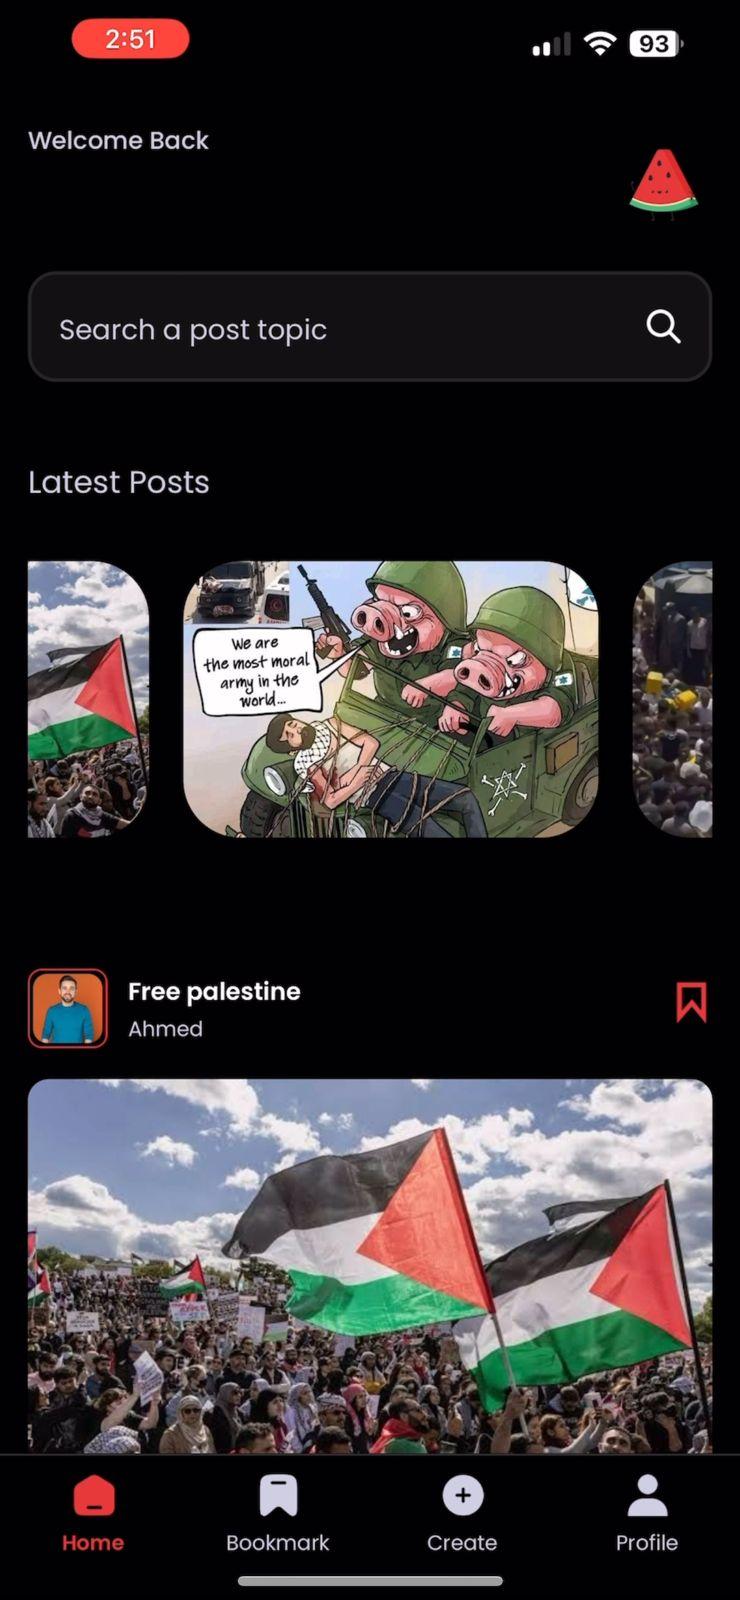 2:51
93
Welcome Back
Search a post topic
Latest Posts
We are
the most moral
army in the
world...
Free palestine
Ahmed
Home
Bookmark
Create
Profile